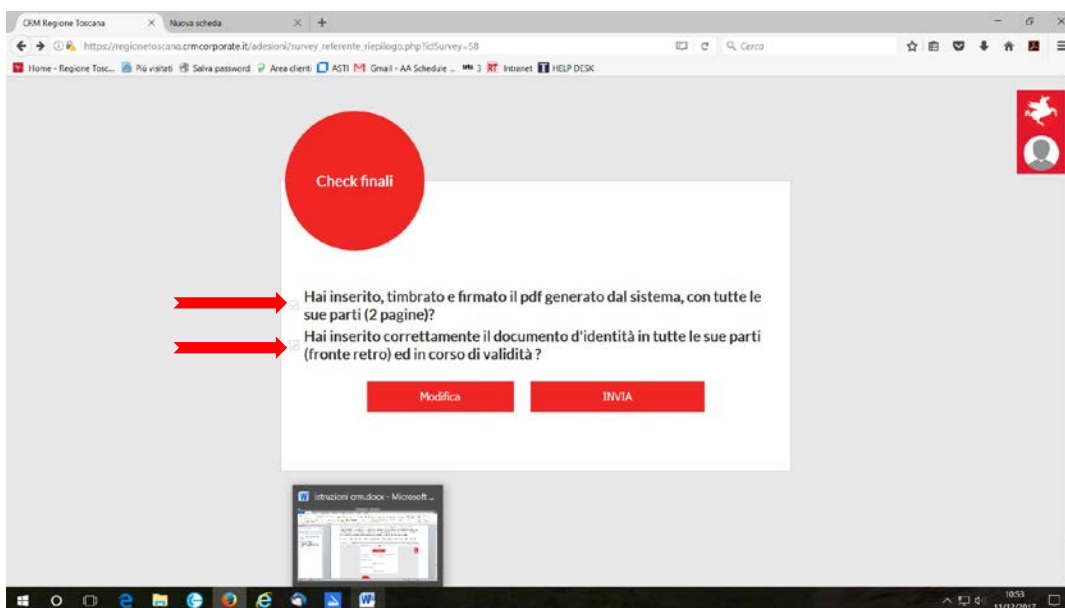 CRM Regione Toscana
Nuova scheda
https://regionetoscana.crmcorporate.it/adesioni/survey_referente_riepilogo.php?idSurvey=58
Cerca
Home - Regione Tosc...
Più visitati
Salva password
Area clienti
ASTI
Gmail - AA Schedule ...
3
RT
Intranet
HELP DESK
Check finali
Hai inserito, timbrato e firmato il pdf generato dal sistema, con tutte le
sue parti (2 pagine)?
Hai inserito correttamente il documento d'identità in tutte le sue parti
(fronte retro) ed in corso di validità ?
Modifica
INVIA
istruzioni crm.docx - Microsoft ...
10:53
11/12/2017